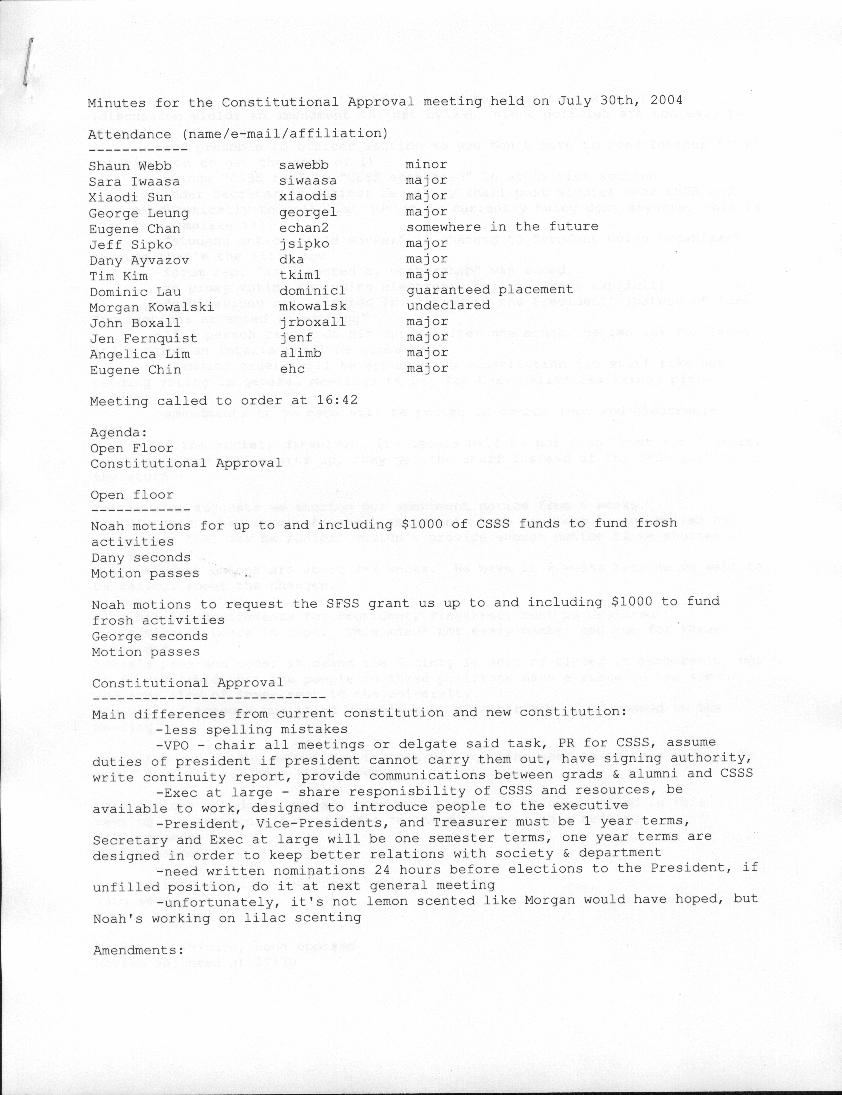 Minutes for the Constitutional Approval meeting held on July 30th, 2004
Attendance (name/e-mail/affiliation)
------------
Shaun Webb sawebb minor
Sara Iwaasa siwaasa major
Xiaodi Sun xiaodis major
George Leung georgel major
Eugene Chan echan2 somewhere in the future
Jeff Sipko jsipko major
Dany Ayvazov dka major
Tim Kim tkiml major
Dominic Lau dominicl guaranteed placement
Morgan Kowalski mkowalsk undeclared
John Boxall jrboxall major
Jen Fernquist jenf major
Angelica Lim alimb major
Eugene Chin ehc major
Meeting called to order at 16:42
Agenda:
Open Floor
Constitutional Approval
Open floor
------------
Noah motions for up to and including $1000 of CSSS funds to fund frosh
activities
Dany seconds
Motion passes
Noah motions to request the SFSS grant us up to and including $1000 to fund
frosh activities
George seconds
Motion passes
Constitutional Approval
----------------------------
Main differences from current constitution and new constitution:
-less spelling mistakes
-VPO - chair all meetings or delgate said task, PR for CSSS, assume
duties of president if president cannot carry them out, have signing authority,
write continuity report, provide communications between grads & alumni and CSSS
-Exec at large - share responisbility of CSSS and resources, be
available to work, designed to introduce people to the executive
-President, Vice-Presidents, and Treasurer must be 1 year terms,
Secretary and Exec at large will be one semester terms, one year terms are
designed in order to keep better relations with society & department
-need written nominations 24 hours before elections to the President, if
unfilled position, do it at next general meeting
-unfortunately, it's not lemon scented like Morgan would have hoped, but
Noah's working on lilac scenting
Amendments: